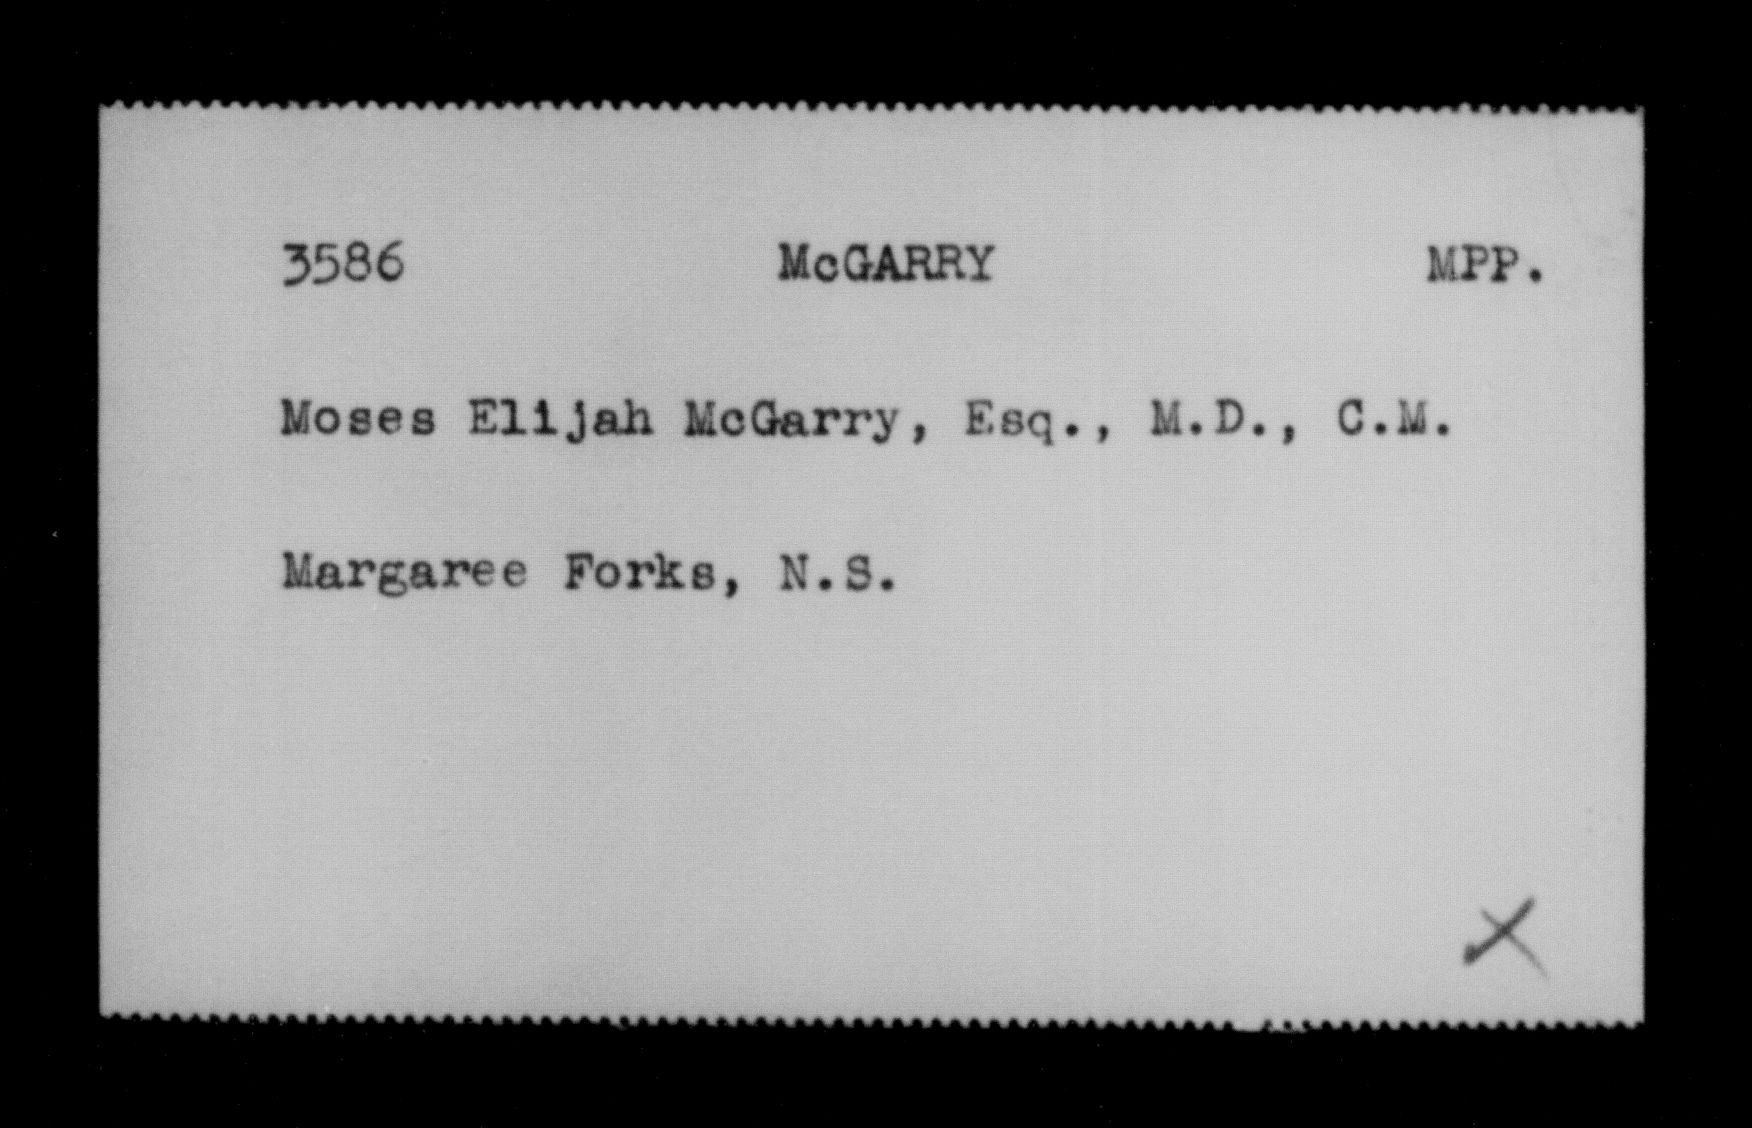 3586 McGARRY MPP.
Moses Elijah McGarry, Esq., M.D., C.M.
Margaree Forks, N.S.